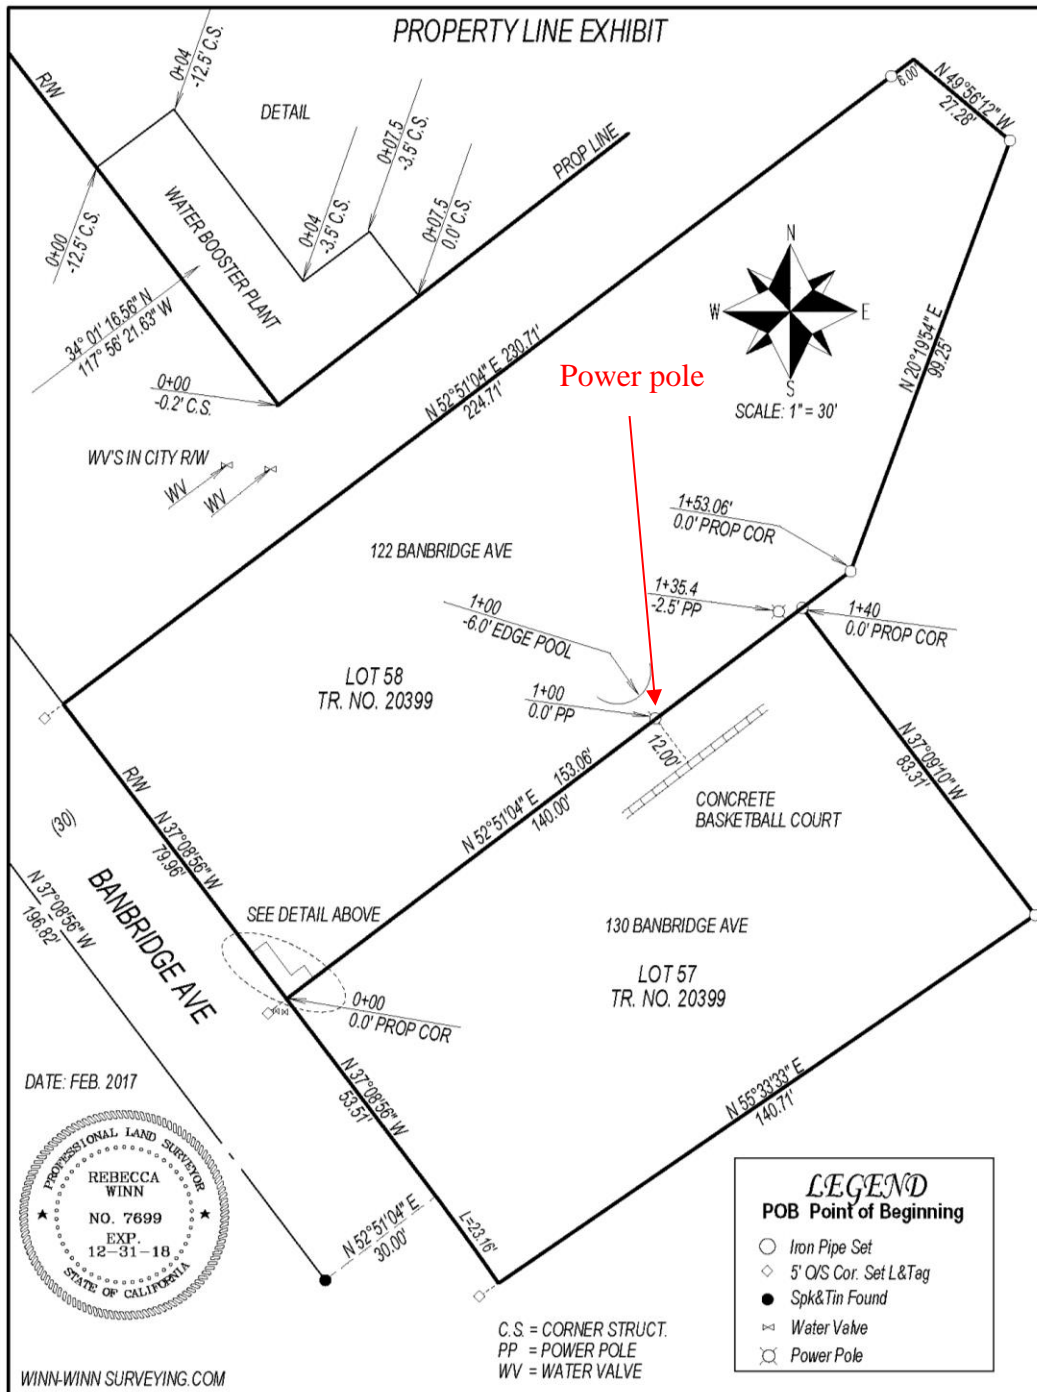 PROPERTY LINE EXHIBIT
R/W
0+04
-12.5' C.S.
DETAIL
0+07.5
-3.5' C.S.
PROP LINE
0+00
-12.5' C.S.
WATER BOOSTER PLANT
0+04
-3.5' C.S.
0+07.5
0.0' C.S.
34° 01' 16.56" N
117° 56' 21.63" W
0+00
-0.2' C.S.
WV'S IN CITY R/W
WV
WV
6.00'
N 49°56'12" W
27.28'
N
W
E
S
SCALE: 1" = 30'
N 20°19'54" E
99.25'
N 52°51'04" E 230.71'
224.71'
Power pole
1+53.06'
0.0' PROP COR
122 BANBRIDGE AVE
1+35.4
-2.5' PP
1+40
0.0' PROP COR
1+00
-6.0' EDGE POOL
LOT 58
TR. NO. 20399
1+00
0.0' PP
12.00'
N 37°09'10" W
83.31'
R/W
N 37°08'56" W
79.96'
N 52°51'04" E 153.06'
140.00'
CONCRETE
BASKETBALL COURT
(30)
BANBRIDGE AVE
N 37°08'56" W
196.82'
SEE DETAIL ABOVE
130 BANBRIDGE AVE
LOT 57
TR. NO. 20399
0+00
0.0' PROP COR
N 37°08'56" W
53.51'
N 55°33'33" E
140.71'
DATE: FEB. 2017
PROFESSIONAL LAND SURVEYOR
REBECCA
WINN
NO. 7699
EXP.
12-31-18
STATE OF CALIFORNIA
N 52°51'04" E
30.00'
L=23.16'
LEGEND
POB Point of Beginning
Iron Pipe Set
5' O/S Cor. Set L&Tag
Spk&Tin Found
Water Valve
Power Pole
C.S. = CORNER STRUCT.
PP = POWER POLE
WV = WATER VALVE
WINN-WINN SURVEYING.COM